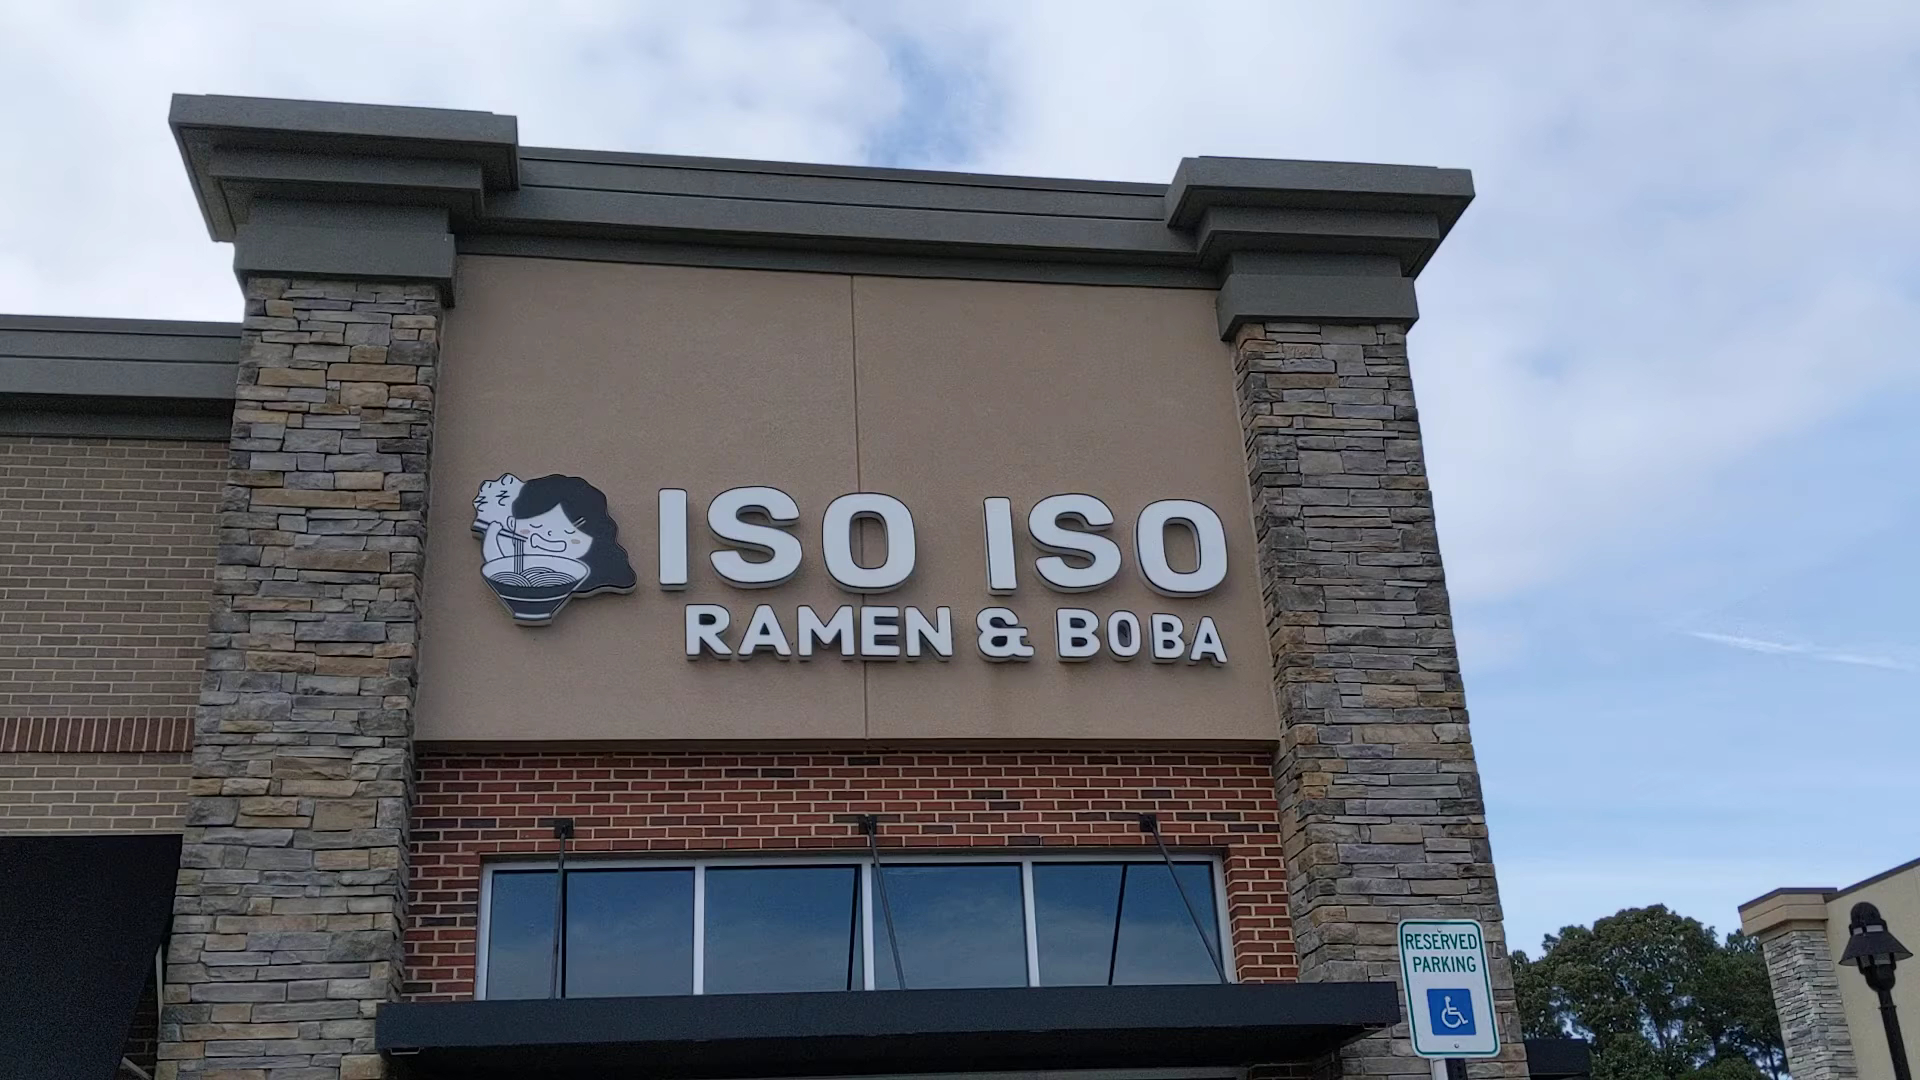 ISO ISO
RAMEN & BOBA
RESERVED
PARKING